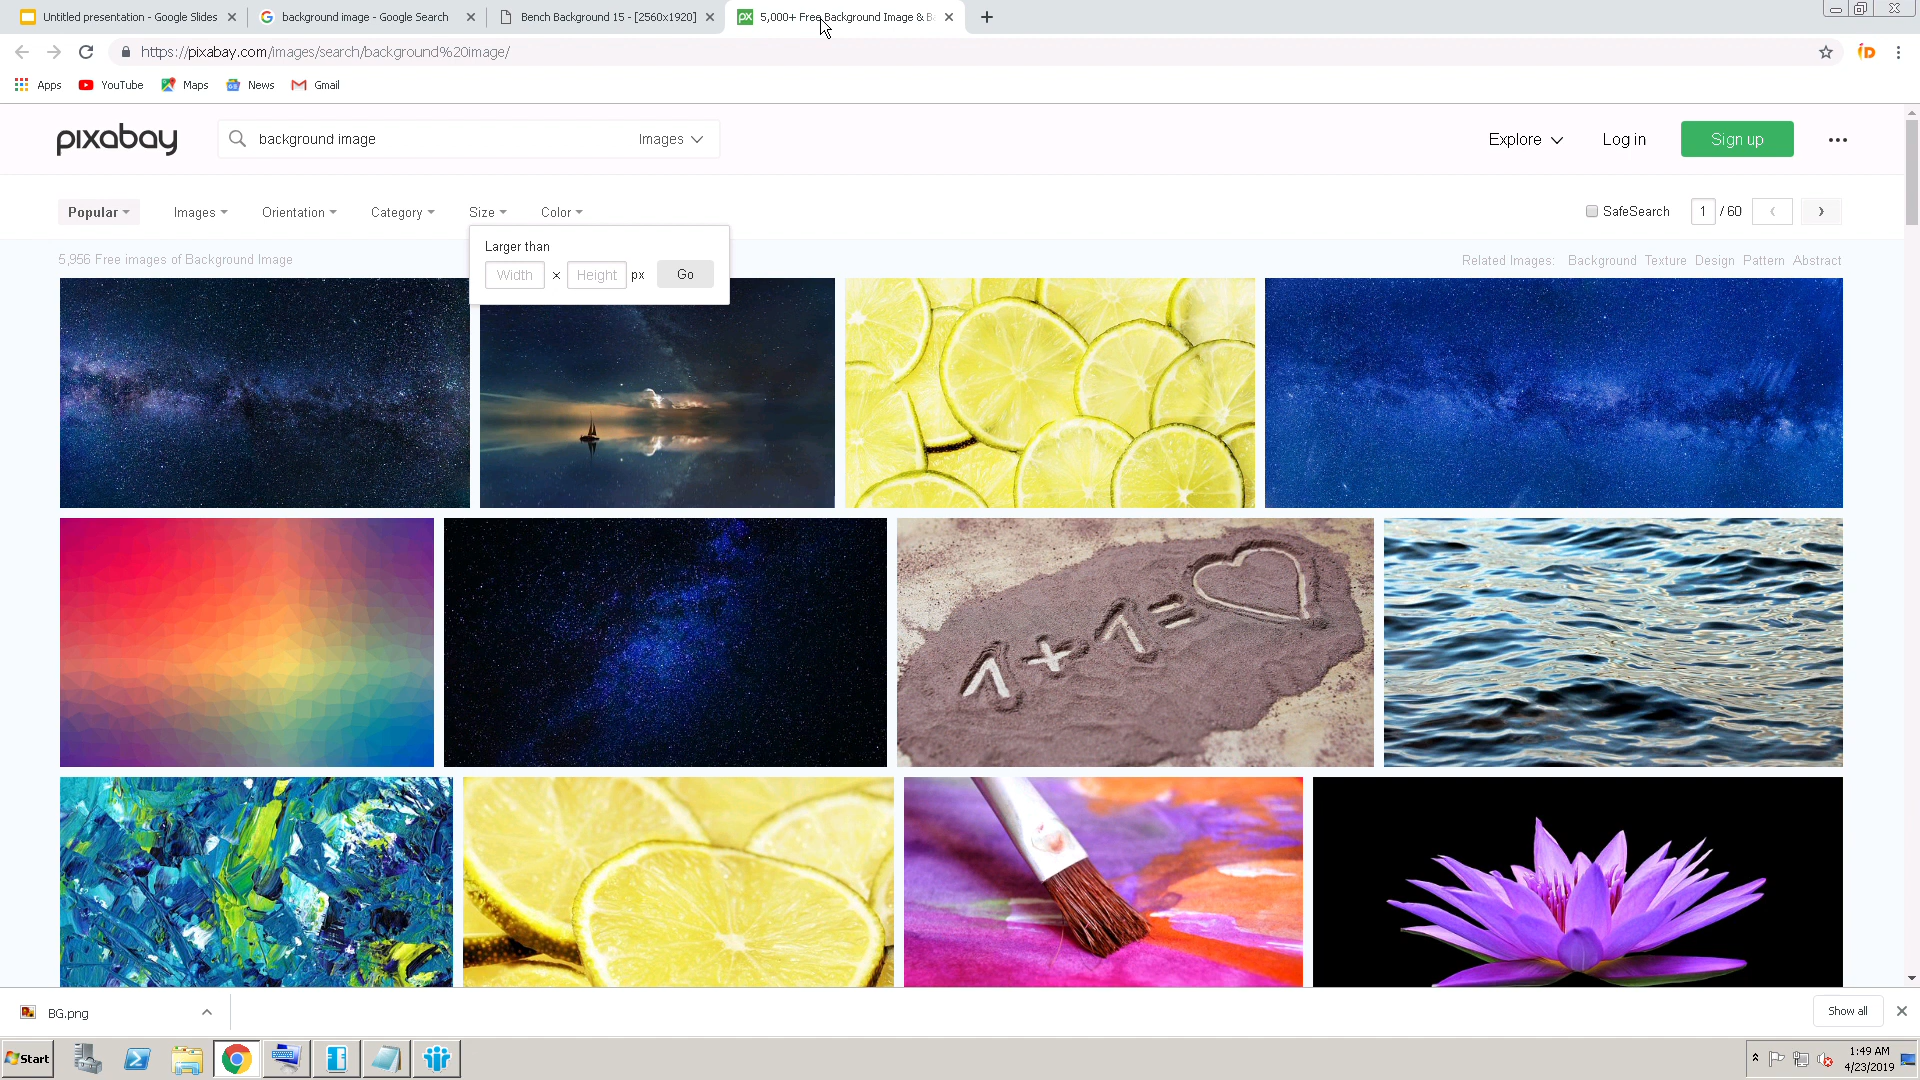 Untitled presentation - Google Slides
background image - Google Search
Bench Background 15 - [2560x1920]
5,000+ Free Background Image & B
https://pixabay.com/images/search/background%20image/
Apps
YouTube
Maps
News
Gmail
pixabay
background image
Images
Explore
Log in
Sign up
Popular
Images
Orientation
Category
Size
Color
SafeSearch
1 / 60
Larger than
Width × Height px Go
5,956 Free images of Background Image
Related Images: Background Texture Design Pattern Abstract
1+1=
BG.png
Show all
Start
1:49 AM
4/23/2019